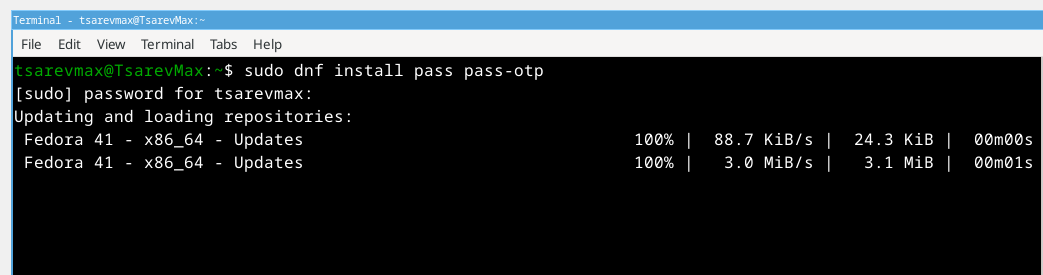 Terminal - tsarevmax@TsarevMax:~
File Edit View Terminal Tabs Help
tsarevmax@TsarevMax:~$ sudo dnf install pass pass-otp
[sudo] password for tsarevmax:
Updating and loading repositories:
Fedora 41 - x86_64 - Updates 100% | 88.7 KiB/s | 24.3 KiB | 00m00s
Fedora 41 - x86_64 - Updates 100% | 3.0 MiB/s | 3.1 MiB | 00m01s